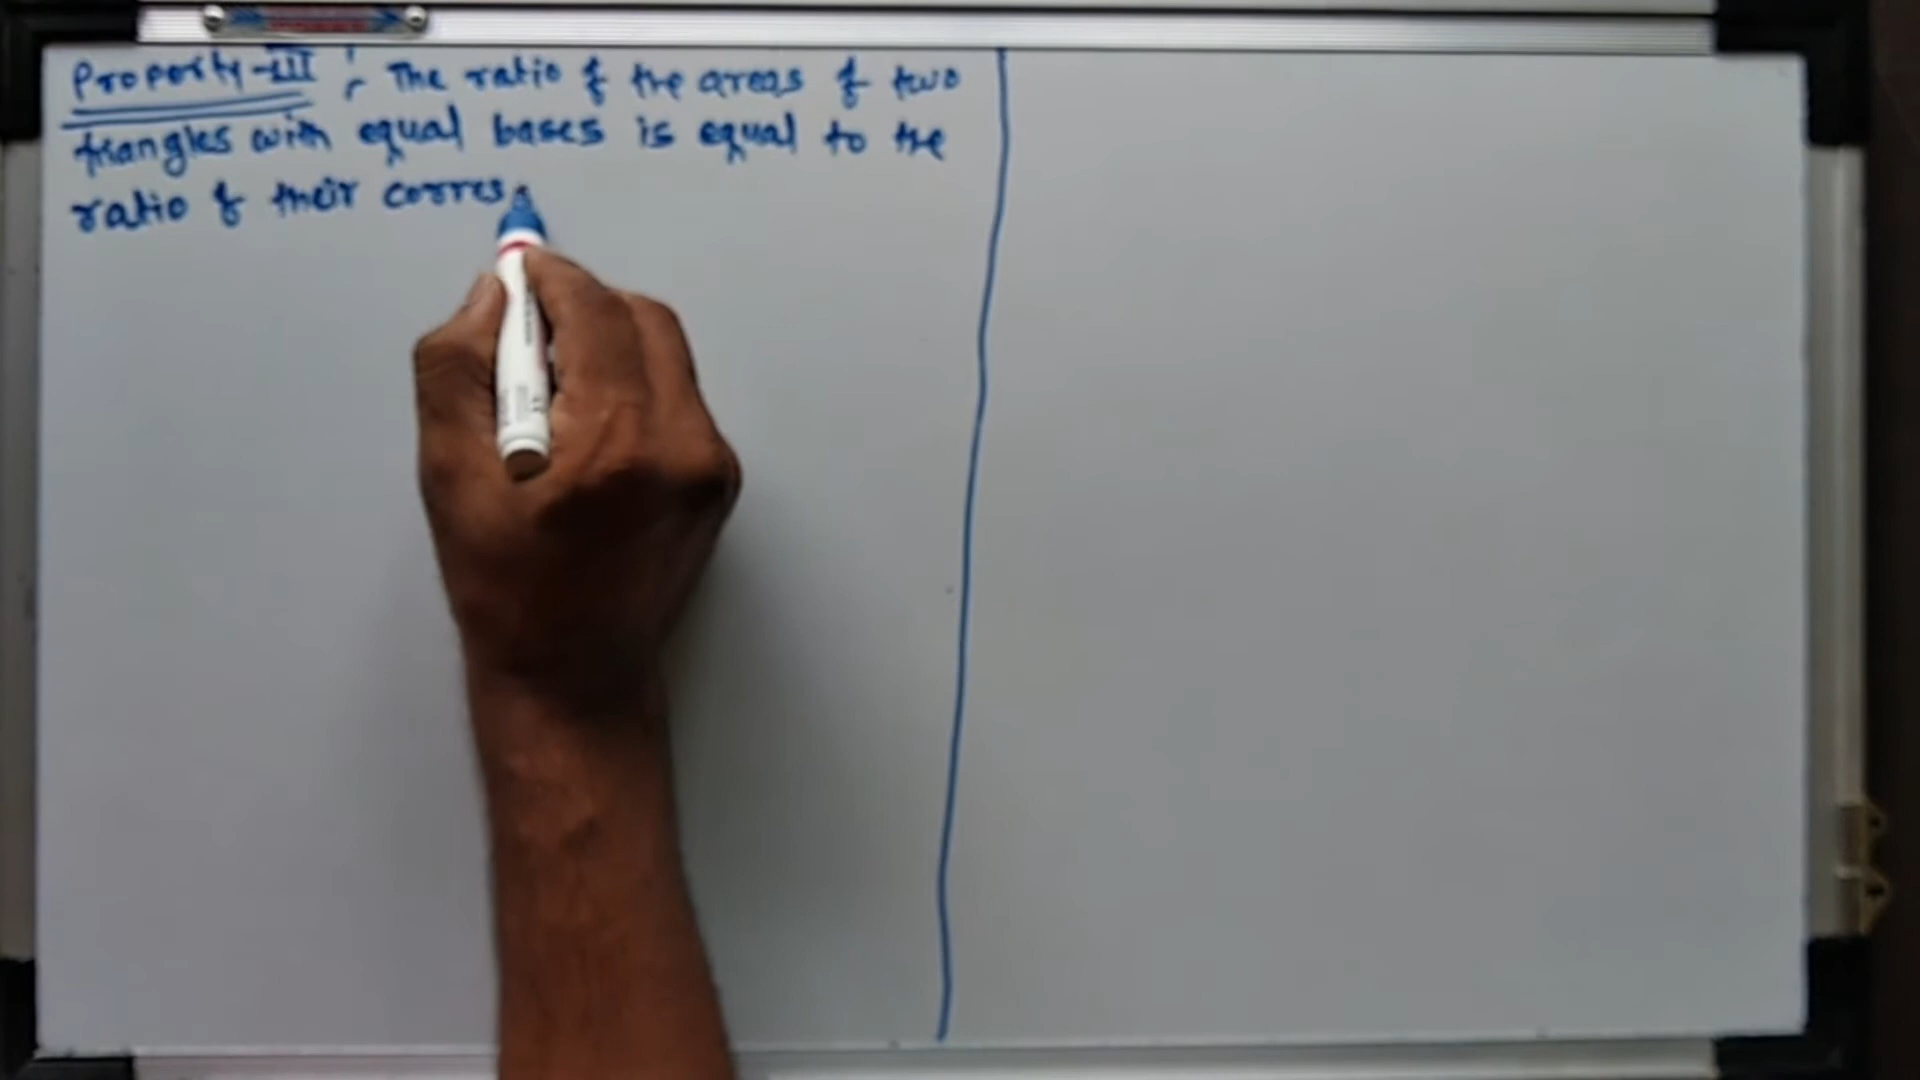 Property-III : The ratio of the areas of two
triangles with equal bases is equal to the
ratio of their corres